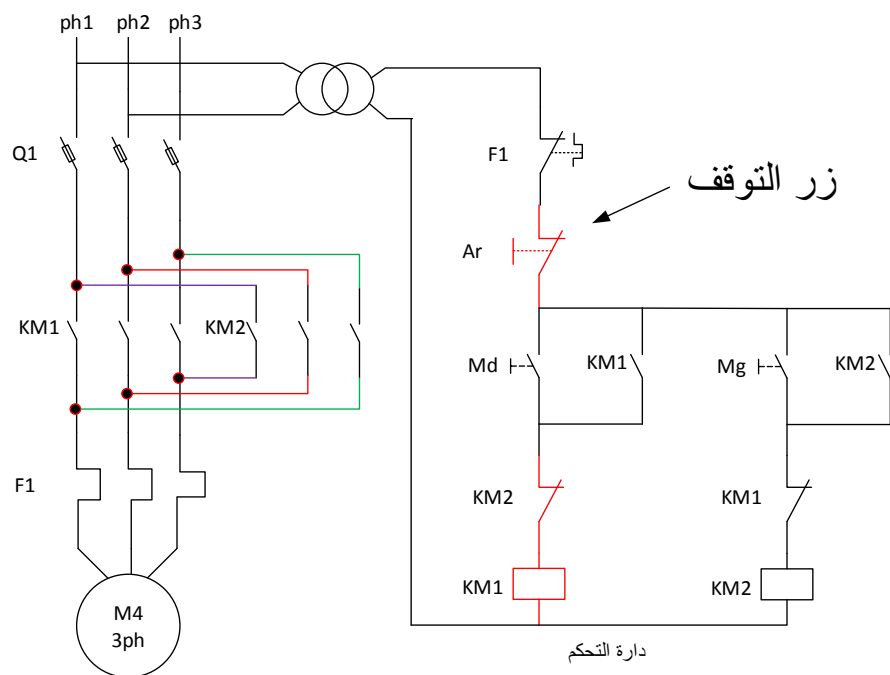 ph1 ph2 ph3
Q1
F1
زر التوقف
Ar
KM1 KM2
Md KM1 Mg KM2
F1
KM2 KM1
KM1 KM2
M4
3ph
دارة التحكم